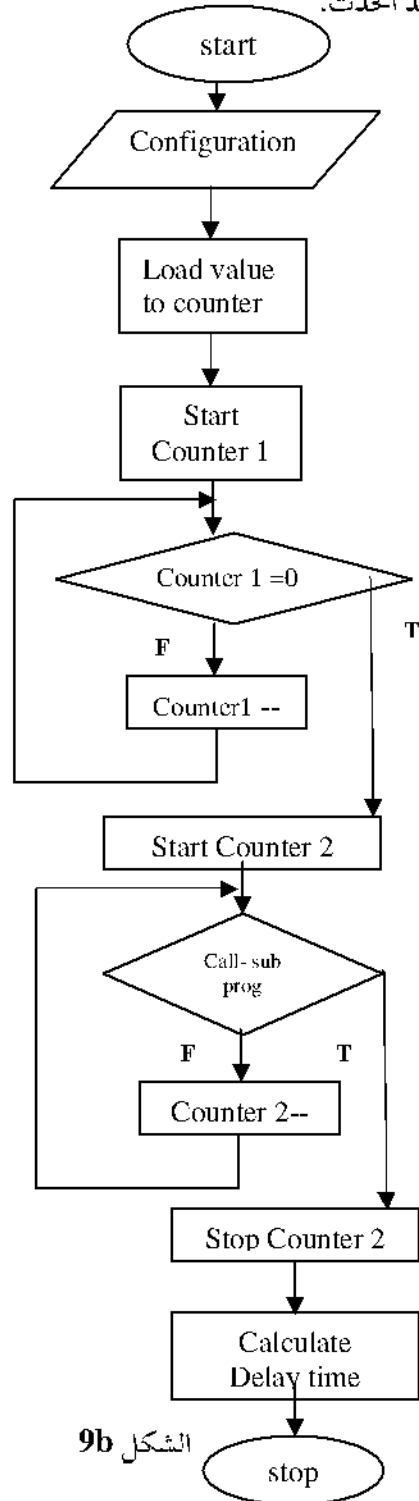 الحدث.
start
Configuration
Load value
to counter
Start
Counter 1
Counter 1 =0
T
F
Counter1 --
Start Counter 2
Call- sub
prog
F T
Counter 2--
Stop Counter 2
Calculate
Delay time
الشكل 9b
stop